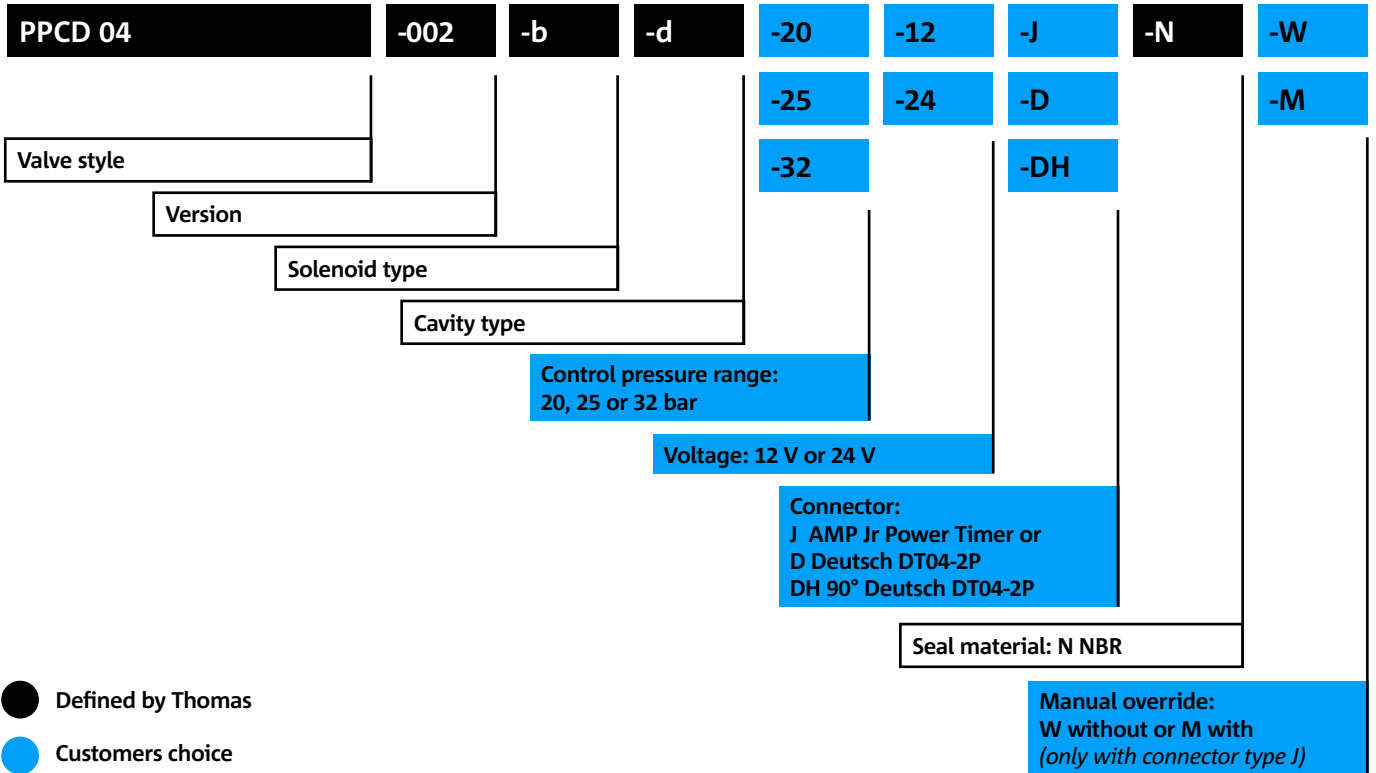 PPCD 04 -002 -b -d -20 -12 -J -N -W
-25 -24 -D -M
-32 -DH
Valve style
Version
Solenoid type
Cavity type
Control pressure range:
20, 25 or 32 bar
Voltage: 12 V or 24 V
Connector:
J AMP Jr Power Timer or
D Deutsch DT04-2P
DH 90° Deutsch DT04-2P
Seal material: N NBR
Manual override:
W without or M with
(only with connector type J)
Defined by Thomas
Customers choice